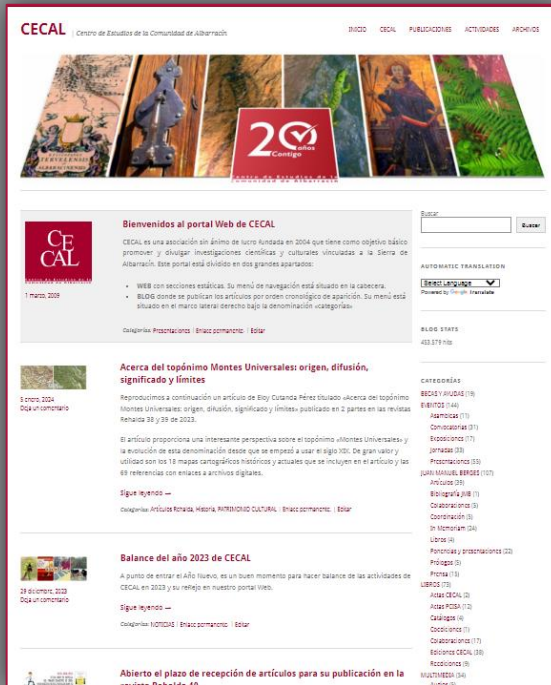 CECAL | Centro de Estudios de la Comunidad de Albarracín
INICIO CECAL PUBLICACIONES ACTIVIDADES ARCHIVOS
20 años
Contigo
Centro de Estudios de la
Comunidad de Albarracín
CE
CAL
1 marzo, 2009
Bienvenidos al portal Web de CECAL
CECAL es una asociación sin ánimo de lucro fundada en 2004 que tiene como objetivo básico
promover y divulgar investigaciones científicas y culturales vinculadas a la Sierra de
Albarracín. Este portal está dividido en dos grandes apartados:
• WEB con secciones estáticas. Su menú de navegación está situado en la cabecera.
• BLOG donde se publican los artículos por orden cronológico de aparición. Su menú está
situado en el marco lateral derecho bajo la denominación «categorías»
Categorías: Presentaciones | Enlace permanente. | Editar
5 enero, 2024
Deja un comentario
Acerca del topónimo Montes Universales: origen, difusión,
significado y límites
Reproducimos a continuación un artículo de Eloy Cutanda Pérez titulado «Acerca del topónimo
Montes Universales: origen, difusión, significado y límites» publicado en 2 partes en las revistas
Rehalda 38 y 39 de 2023.
El artículo proporciona una interesante perspectiva sobre el topónimo «Montes Universales» y
la evolución de esta denominación desde que se empezó a usar el siglo XIX. De gran valor y
utilidad son los 19 mapas cartográficos históricos y actuales que se incluyen en el artículo y las
69 referencias con enlaces a archivos digitales.
Sigue leyendo →
Categorías: Artículos Rehalda, Historia, PATRIMONIO CULTURAL | Enlace permanente. | Editar
29 diciembre, 2023
Deja un comentario
Balance del año 2023 de CECAL
A punto de entrar el Año Nuevo, es un buen momento para hacer balance de las actividades de
CECAL en 2023 y su reflejo en nuestro portal Web.
Sigue leyendo →
Categorías: NOTICIAS | Enlace permanente. | Editar
Abierto el plazo de recepción de artículos para su publicación en la
revista Rehalda 40
Buscar
Buscar
AUTOMATIC TRANSLATION
Select Language
Powered by Google Translate
BLOG STATS
453.579 hits
CATEGORÍAS
BECAS Y AYUDAS (19)
EVENTOS (144)
Asambleas (11)
Convocatorias (31)
Exposiciones (17)
Jornadas (33)
Presentaciones (53)
JUAN MANUEL BERGES (107)
Artículos (39)
Bibliografía JMB (1)
Colaboraciones (5)
Coordinación (3)
In Memoriam (24)
Libros (4)
Ponencias y presentaciones (22)
Prólogos (3)
Prensa (13)
LIBROS (73)
Actas CECAL (2)
Actas PCISA (12)
Catálogos (4)
Coediciones (1)
Colaboraciones (17)
Ediciones CECAL (38)
Reediciones (9)
MULTIMEDIA (34)